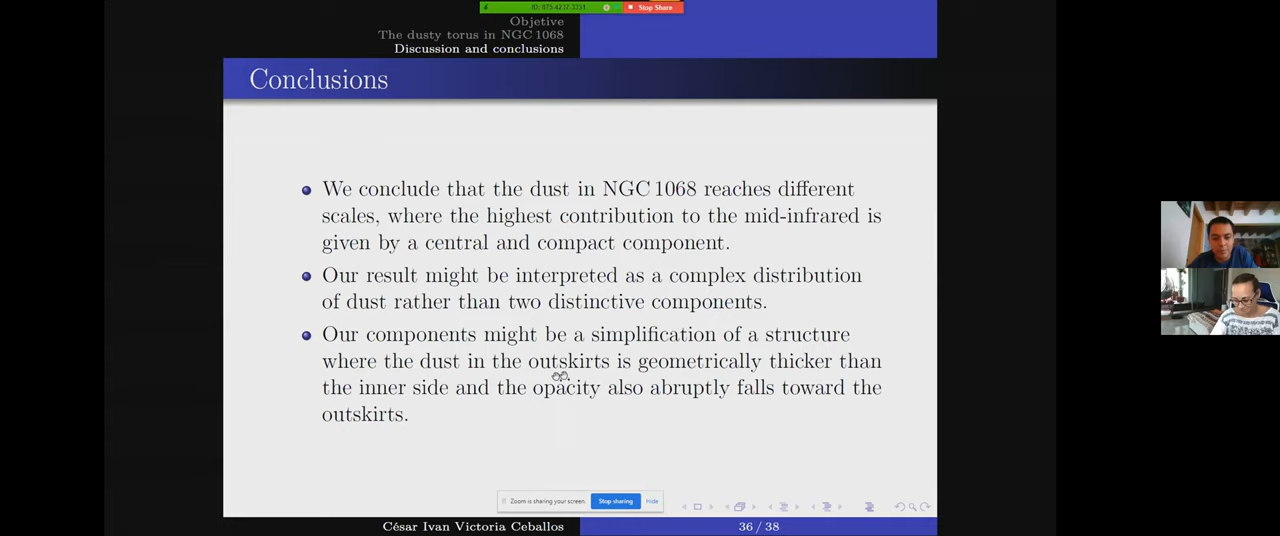 ID: 875-4237-3331
Stop Share
Objetive
The dusty torus in NGC 1068
Discussion and conclusions
Conclusions
We conclude that the dust in NGC 1068 reaches different
scales, where the highest contribution to the mid-infrared is
given by a central and compact component.
Our result might be interpreted as a complex distribution
of dust rather than two distinctive components.
Our components might be a simplification of a structure
where the dust in the outskirts is geometrically thicker than
the inner side and the opacity also abruptly falls toward the
outskirts.
Zoom is sharing your screen. Stop sharing Hide
César Ivan Victoria Ceballos 36 / 38